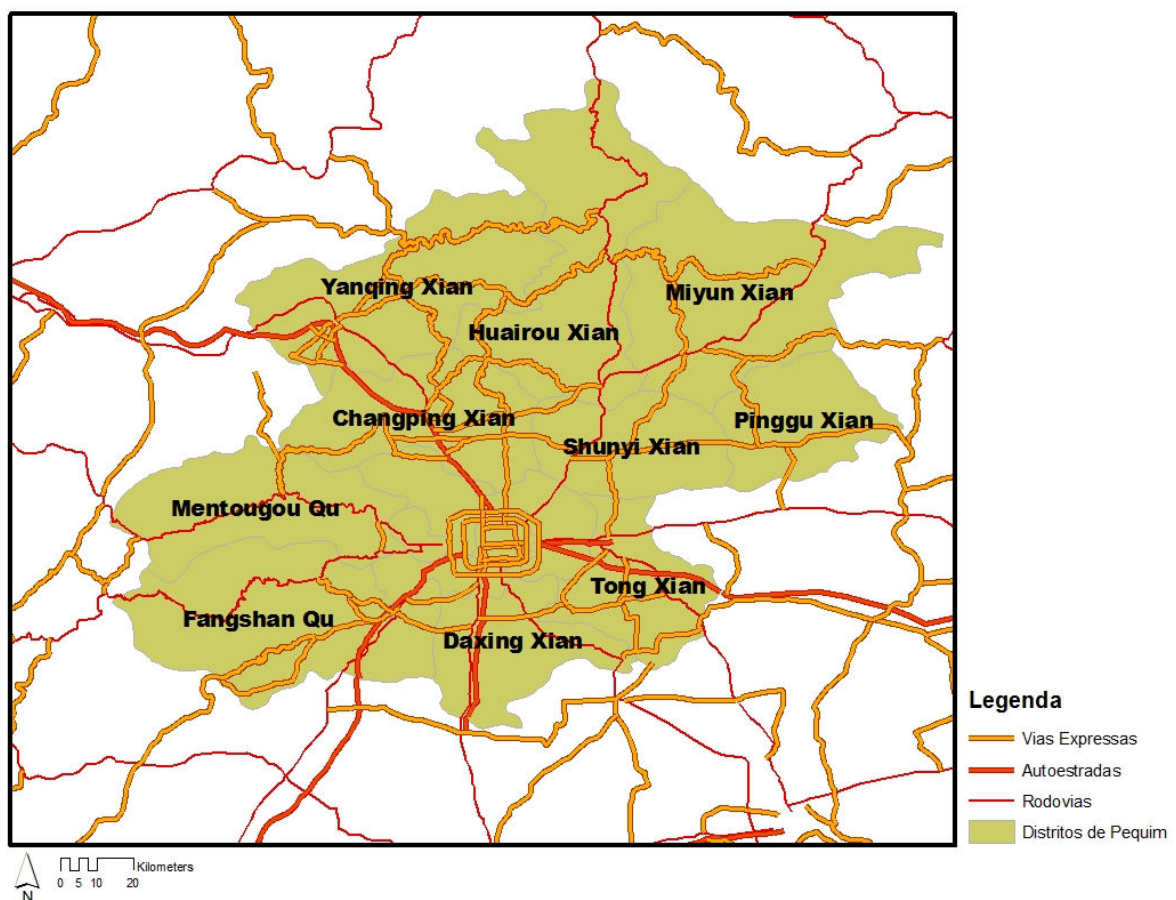 Yanqing Xian
Miyun Xian
Huairou Xian
Changping Xian
Pinggu Xian
Shunyi Xian
Mentougou Qu
Tong Xian
Fangshan Qu
Daxing Xian
Legenda
Vias Expressas
Autoestradas
Rodovias
Distritos de Pequim
Kilometers
0 5 10 20
N